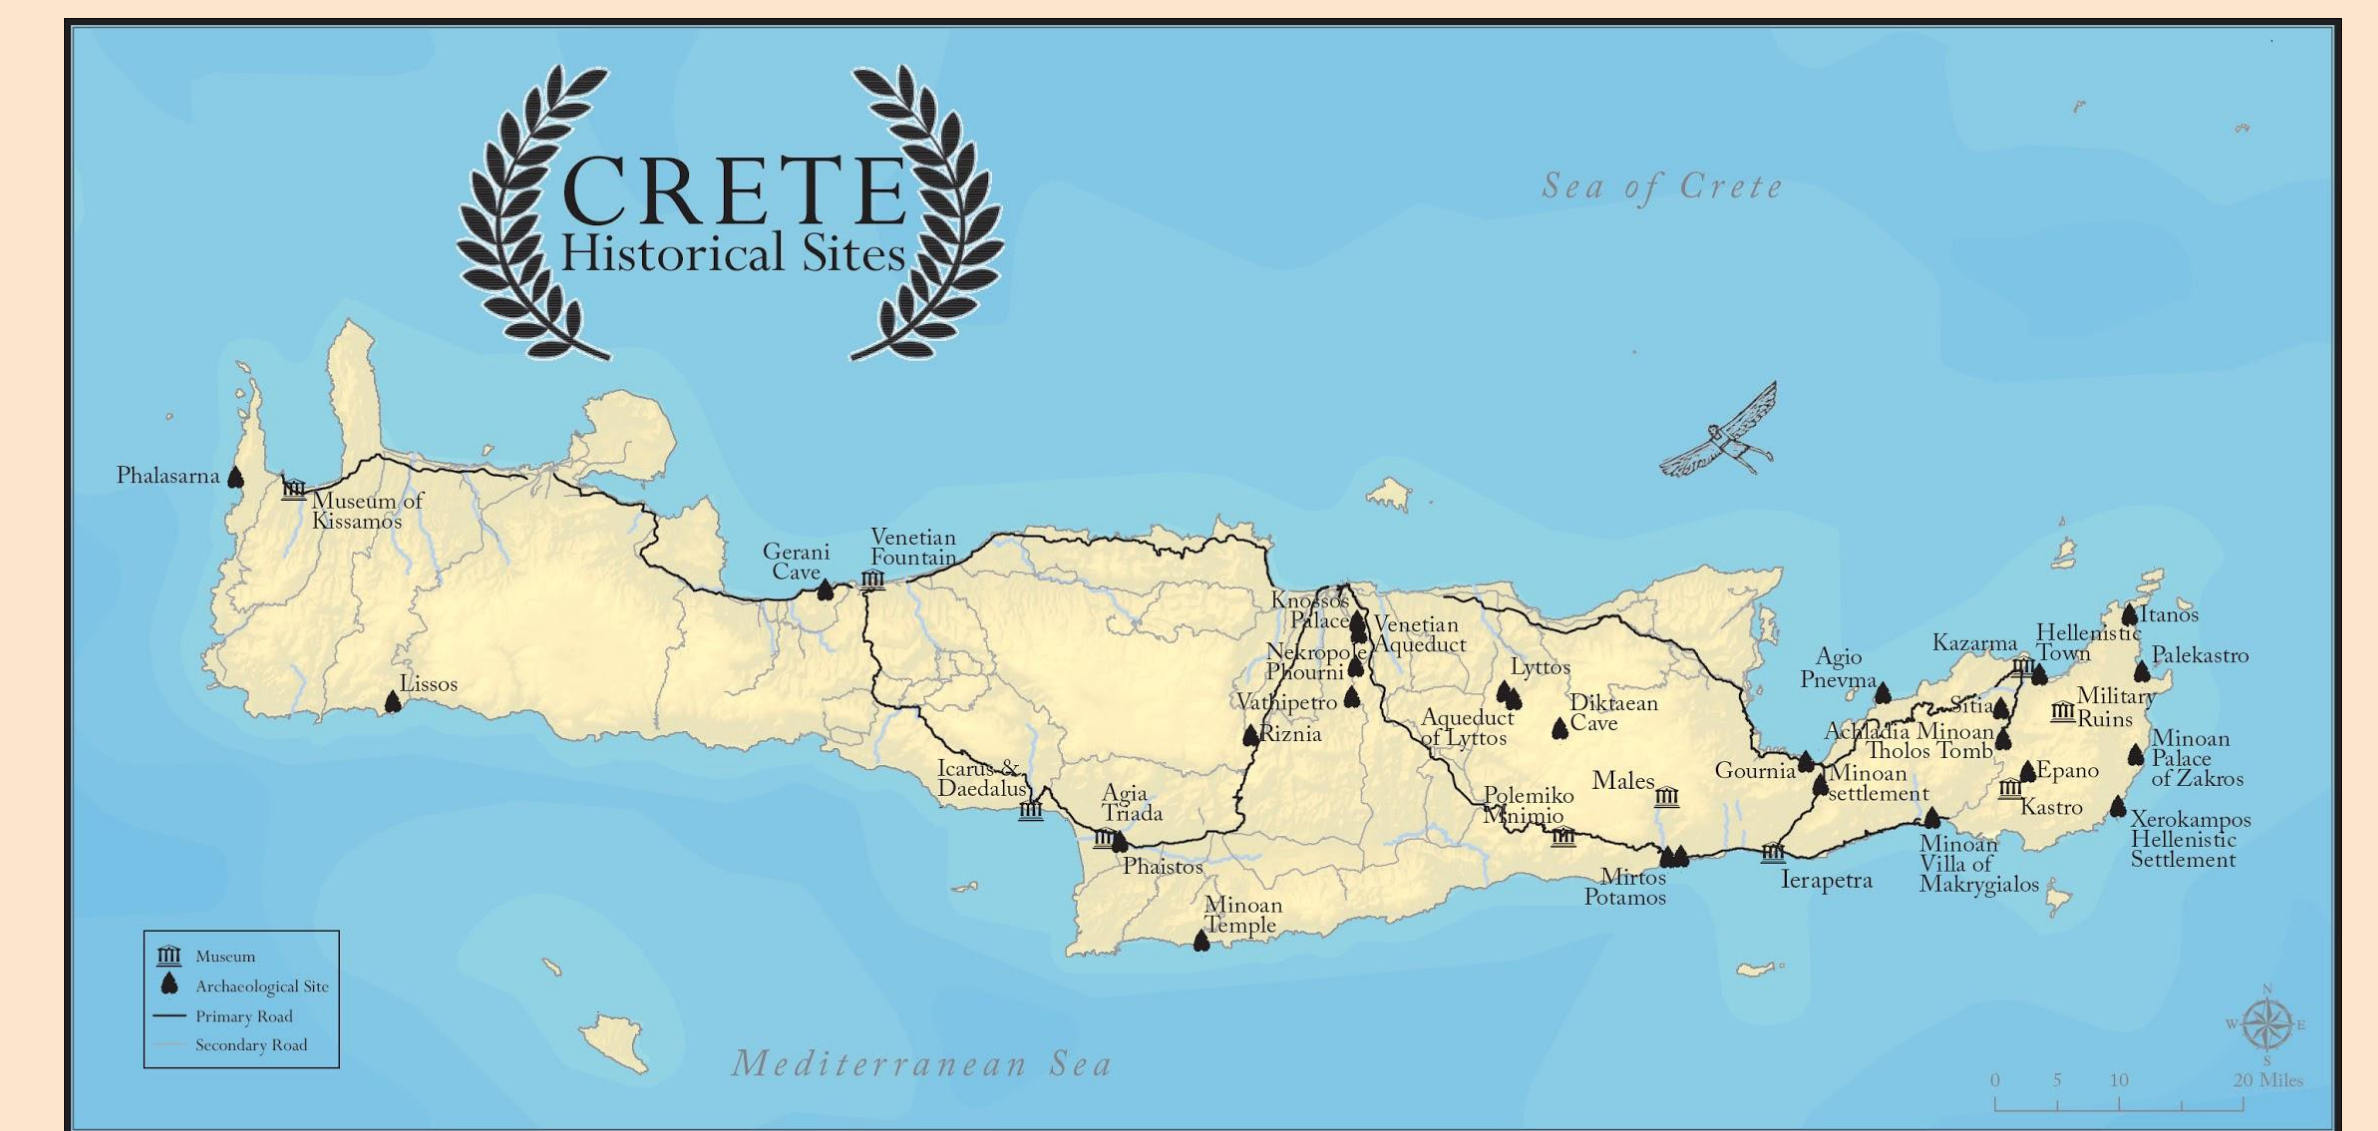 CRETE
Historical Sites
Sea of Crete
Phalasarna
Museum of
Kissamos
Lissos
Gerani
Cave
Venetian
Fountain
Icarus &
Daedalus
Agia
Triada
Phaistos
Minoan
Temple
Knossos
Palace
Venetian
Aqueduct
Nekropole
Phourni
Vathipetro
Riznia
Lyttos
Aqueduct
of Lyttos
Diktaean
Cave
Polemiko
Mnimio
Males
Mirtos
Potamos
Gournia
Minoan
settlement
Ierapetra
Agio
Pnevma
Kazarma
Hellenistic
Town
Itanos
Palekastro
Sitia
Military
Ruins
Achladia Minoan
Tholos Tomb
Minoan
Palace
of Zakros
Epano
Kastro
Xerokampos
Hellenistic
Settlement
Minoan
Villa of
Makrygialos
Mediterranean Sea
Museum
Archaeological Site
Primary Road
Secondary Road
N
W E
S
0 5 10 20 Miles